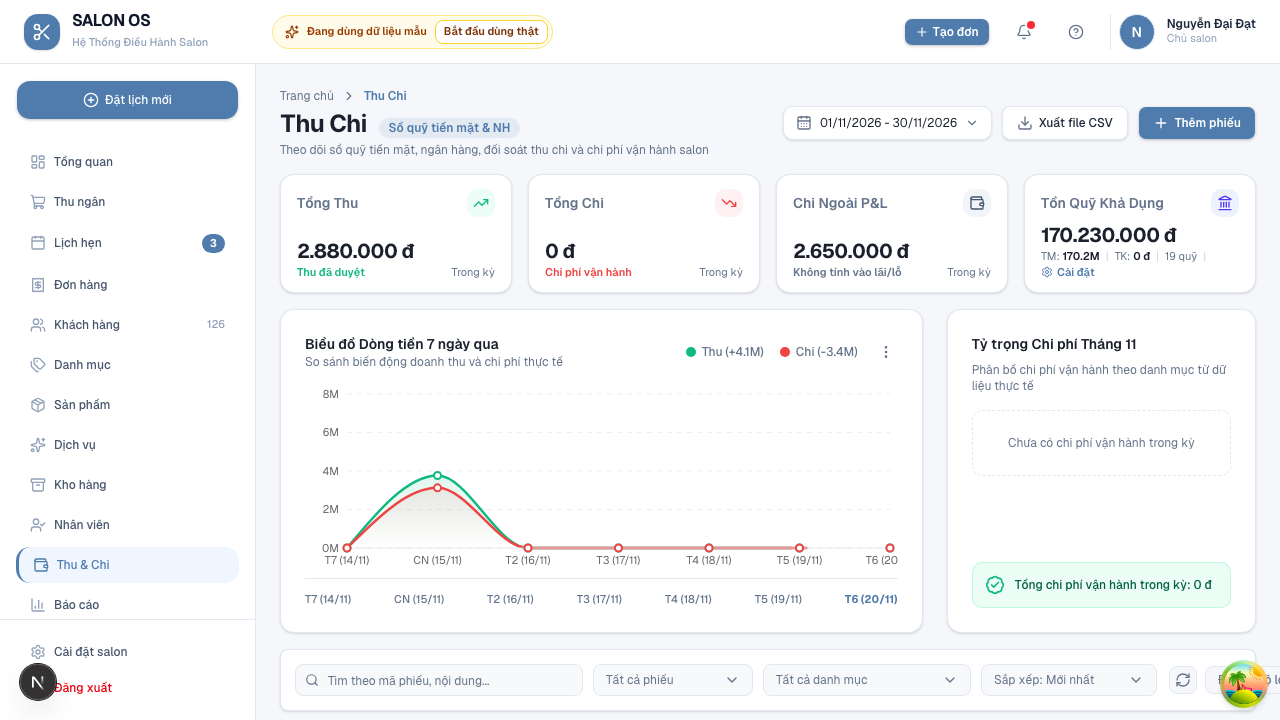 SALON OS
Hệ Thống Điều Hành Salon
Đang dùng dữ liệu mẫu
Bắt đầu dùng thật
Tạo đơn
N
Nguyễn Đại Đạt
Chủ salon
Đặt lịch mới
Tổng quan
Thu ngân
Lịch hẹn
3
Đơn hàng
Khách hàng
126
Danh mục
Sản phẩm
Dịch vụ
Kho hàng
Nhân viên
Thu & Chi
Báo cáo
Cài đặt salon
N
Đăng xuất
Trang chủ
Thu Chi
Thu Chi
Sổ quỹ tiền mặt & NH
Theo dõi sổ quỹ tiền mặt, ngân hàng, đối soát thu chi và chi phí vận hành salon
01/11/2026 - 30/11/2026
Xuất file CSV
Thêm phiếu
Tổng Thu
2.880.000 đ
Thu đã duyệt
Trong kỳ
Tổng Chi
0 đ
Chi phí vận hành
Trong kỳ
Chi Ngoài P&L
2.650.000 đ
Không tính vào lãi/lỗ
Trong kỳ
Tồn Quỹ Khả Dụng
170.230.000 đ
TM: 170.2M
TK: 0 đ
19 quỹ
Cài đặt
Biểu đồ Dòng tiền 7 ngày qua
So sánh biến động doanh thu và chi phí thực tế
Thu (+4.1M)
Chi (-3.4M)
8M
6M
4M
2M
0M
T7 (14/11)
CN (15/11)
T2 (16/11)
T3 (17/11)
T4 (18/11)
T5 (19/11)
T6 (20
T7 (14/11)
CN (15/11)
T2 (16/11)
T3 (17/11)
T4 (18/11)
T5 (19/11)
T6 (20/11)
Tỷ trọng Chi phí Tháng 11
Phân bổ chi phí vận hành theo danh mục từ dữ
liệu thực tế
Chưa có chi phí vận hành trong kỳ
Tổng chi phí vận hành trong kỳ: 0 đ
Tìm theo mã phiếu, nội dung...
Tất cả phiếu
Tất cả danh mục
Sắp xếp: Mới nhất